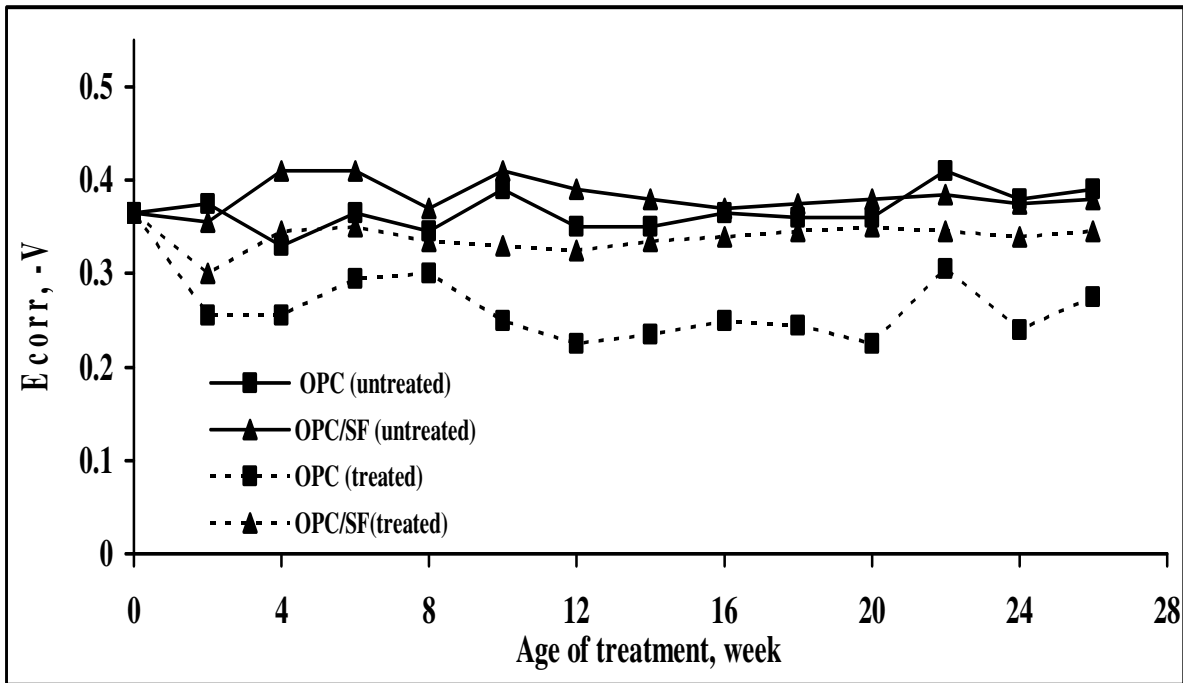 0.5
0.4
0.3
0.2
0.1
0
Ecorr, -V
OPC (untreated)
OPC/SF (untreated)
OPC (treated)
OPC/SF(treated)
0 4 8 12 16 20 24 28
Age of treatment, week